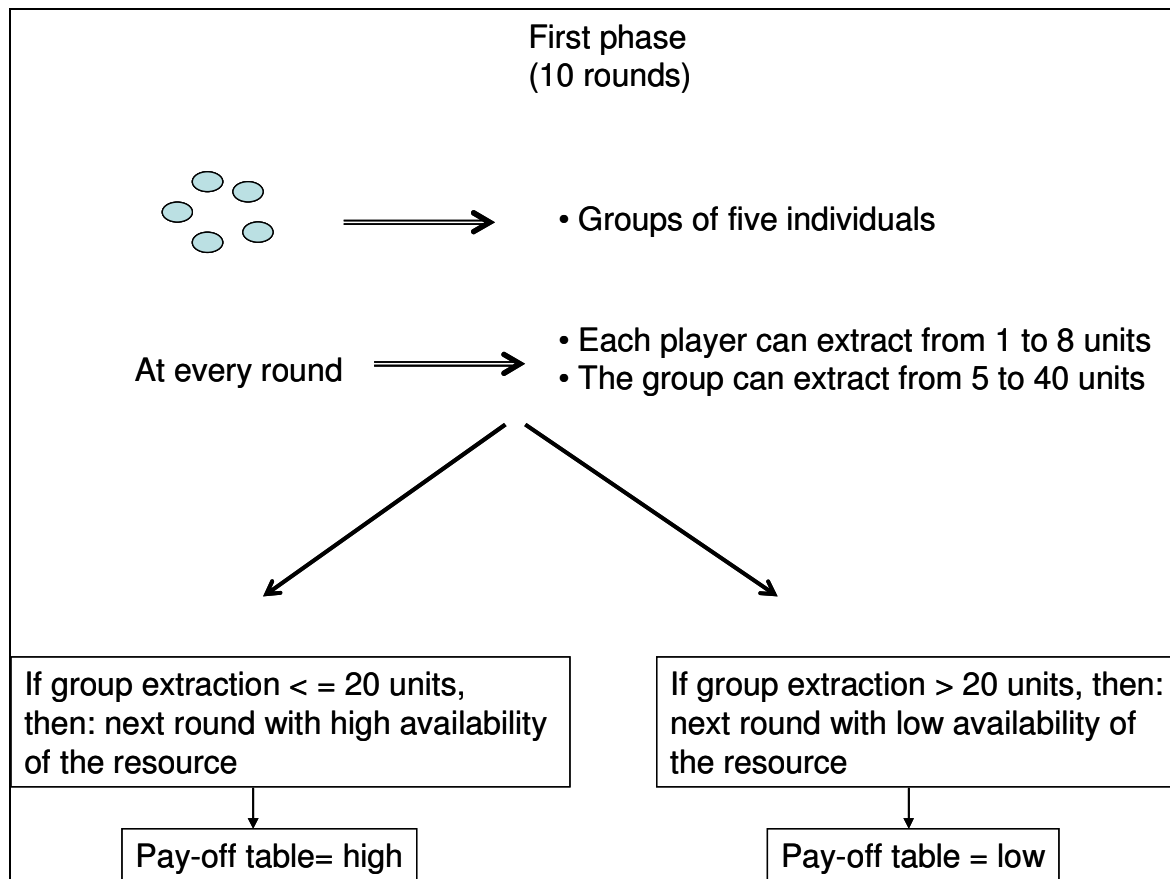 First phase
(10 rounds)
• Groups of five individuals
At every round
• Each player can extract from 1 to 8 units
• The group can extract from 5 to 40 units
If group extraction < = 20 units,
then: next round with high availability
of the resource
If group extraction > 20 units, then:
next round with low availability of
the resource
Pay-off table= high
Pay-off table = low